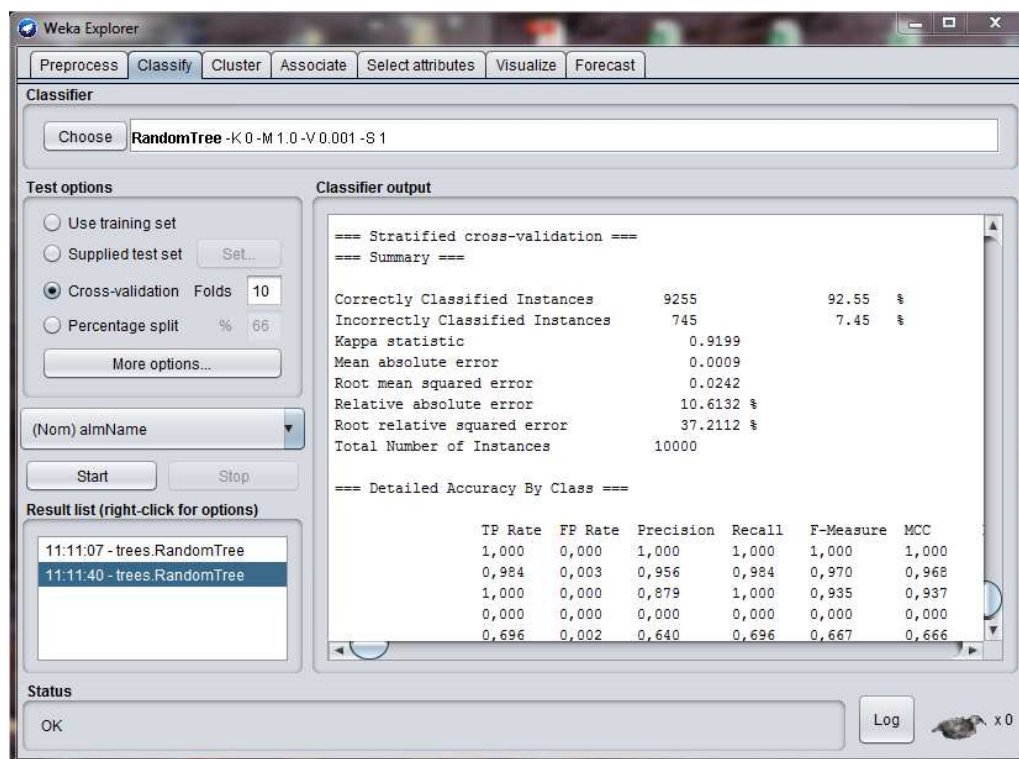 Weka Explorer
Preprocess Classify Cluster Associate Select attributes Visualize Forecast
Classifier
Choose RandomTree -K 0 -M 1.0 -V 0.001 -S 1
Test options
Use training set
Supplied test set Set...
Cross-validation Folds 10
Percentage split % 66
More options...
(Nom) almName
Start Stop
Result list (right-click for options)
11:11:07 - trees.RandomTree
11:11:40 - trees.RandomTree
Classifier output
=== Stratified cross-validation ===
=== Summary ===
Correctly Classified Instances 9255 92.55 %
Incorrectly Classified Instances 745 7.45 %
Kappa statistic 0.9199
Mean absolute error 0.0009
Root mean squared error 0.0242
Relative absolute error 10.6132 %
Root relative squared error 37.2112 %
Total Number of Instances 10000
=== Detailed Accuracy By Class ===
TP Rate FP Rate Precision Recall F-Measure MCC
1,000 0,000 1,000 1,000 1,000 1,000
0,984 0,003 0,956 0,984 0,970 0,968
1,000 0,000 0,879 1,000 0,935 0,937
0,000 0,000 0,000 0,000 0,000 0,000
0,696 0,002 0,640 0,696 0,667 0,666
Status
OK
Log
x 0